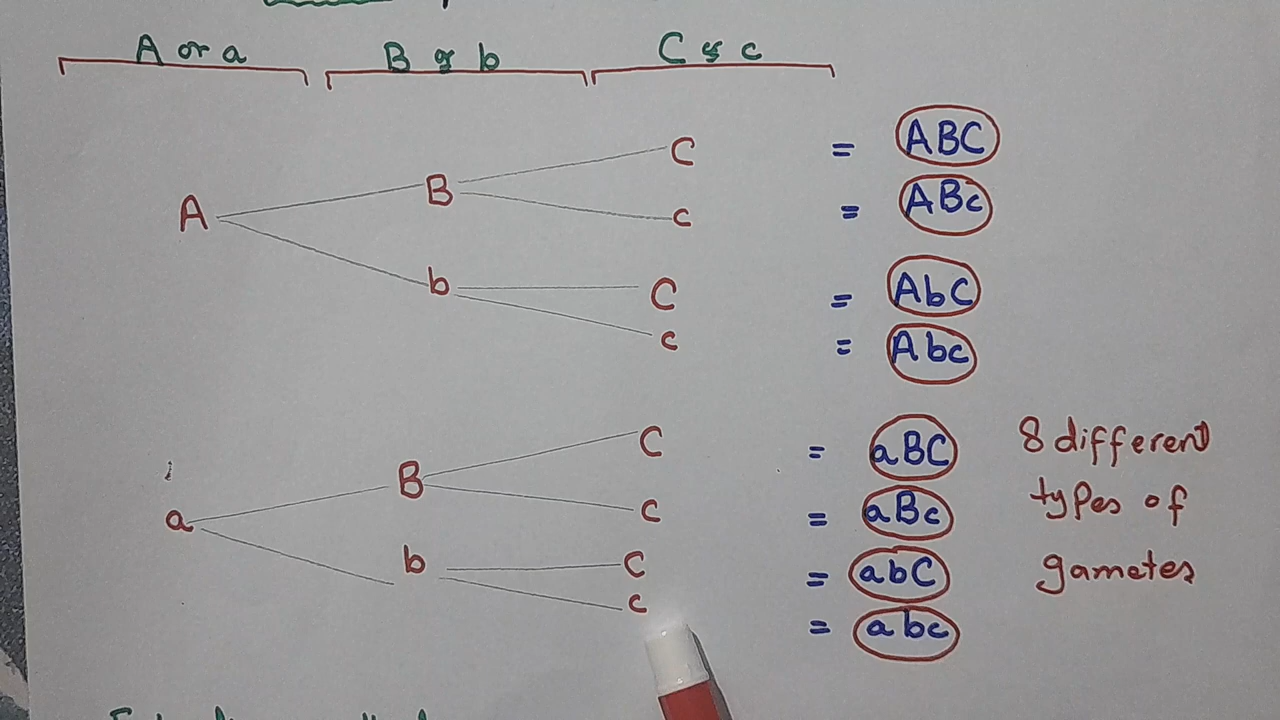 A or a B or b C or c
C = ABC
B
A c = ABc
b C = AbC
c = Abc
C = aBC 8 different
B
a c = aBc types of
b C = abC gametes
c = abc